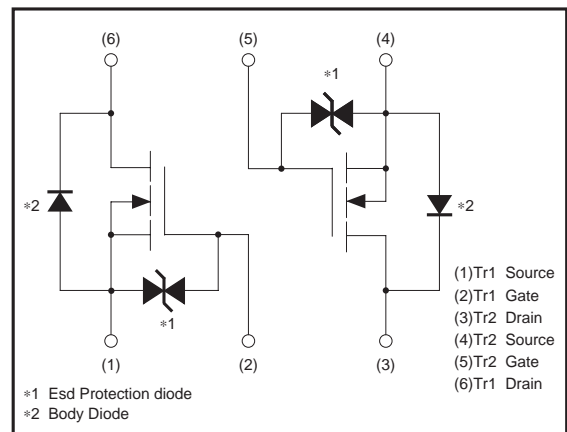 (6) (5) (4)
∗1
∗2
∗2
∗1
(1) (2) (3)
(1)Tr1 Source
(2)Tr1 Gate
(3)Tr2 Drain
(4)Tr2 Source
(5)Tr2 Gate
(6)Tr1 Drain
∗1 Esd Protection diode
∗2 Body Diode